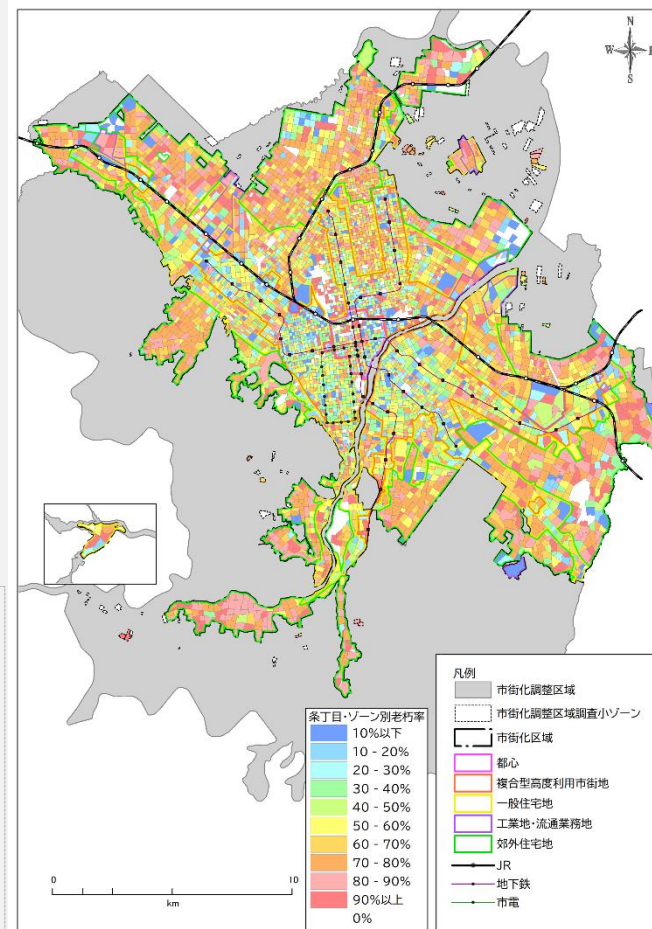 N
W
E
S
条丁目・ゾーン別老朽率
10%以下
10 - 20%
20 - 30%
30 - 40%
40 - 50%
50 - 60%
60 - 70%
70 - 80%
80 - 90%
90%以上
0%
0
10
km
凡例
市街化調整区域
市街化調整区域調査小ゾーン
市街化区域
都心
複合型高度利用市街地
一般住宅地
工業地・流通業務地
郊外住宅地
JR
地下鉄
市電